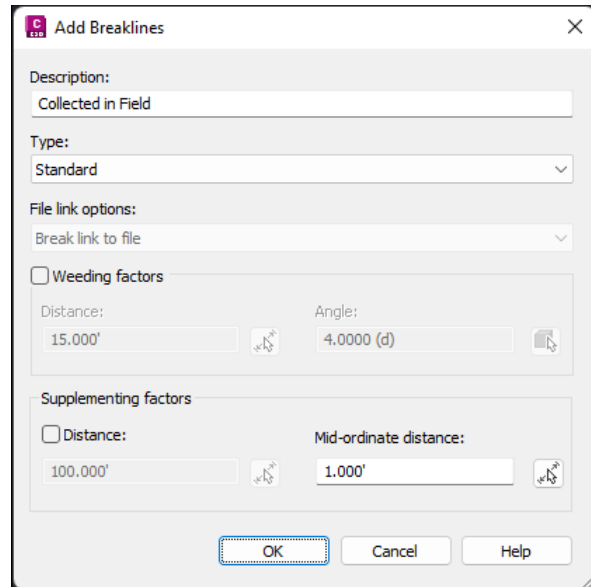 C
C3D
Add Breaklines
Description:
Collected in Field
Type:
Standard
File link options:
Break link to file
Weeding factors
Distance:
Angle:
15.000'
4.0000 (d)
Supplementing factors
Distance:
Mid-ordinate distance:
100.000'
1.000'
OK
Cancel
Help